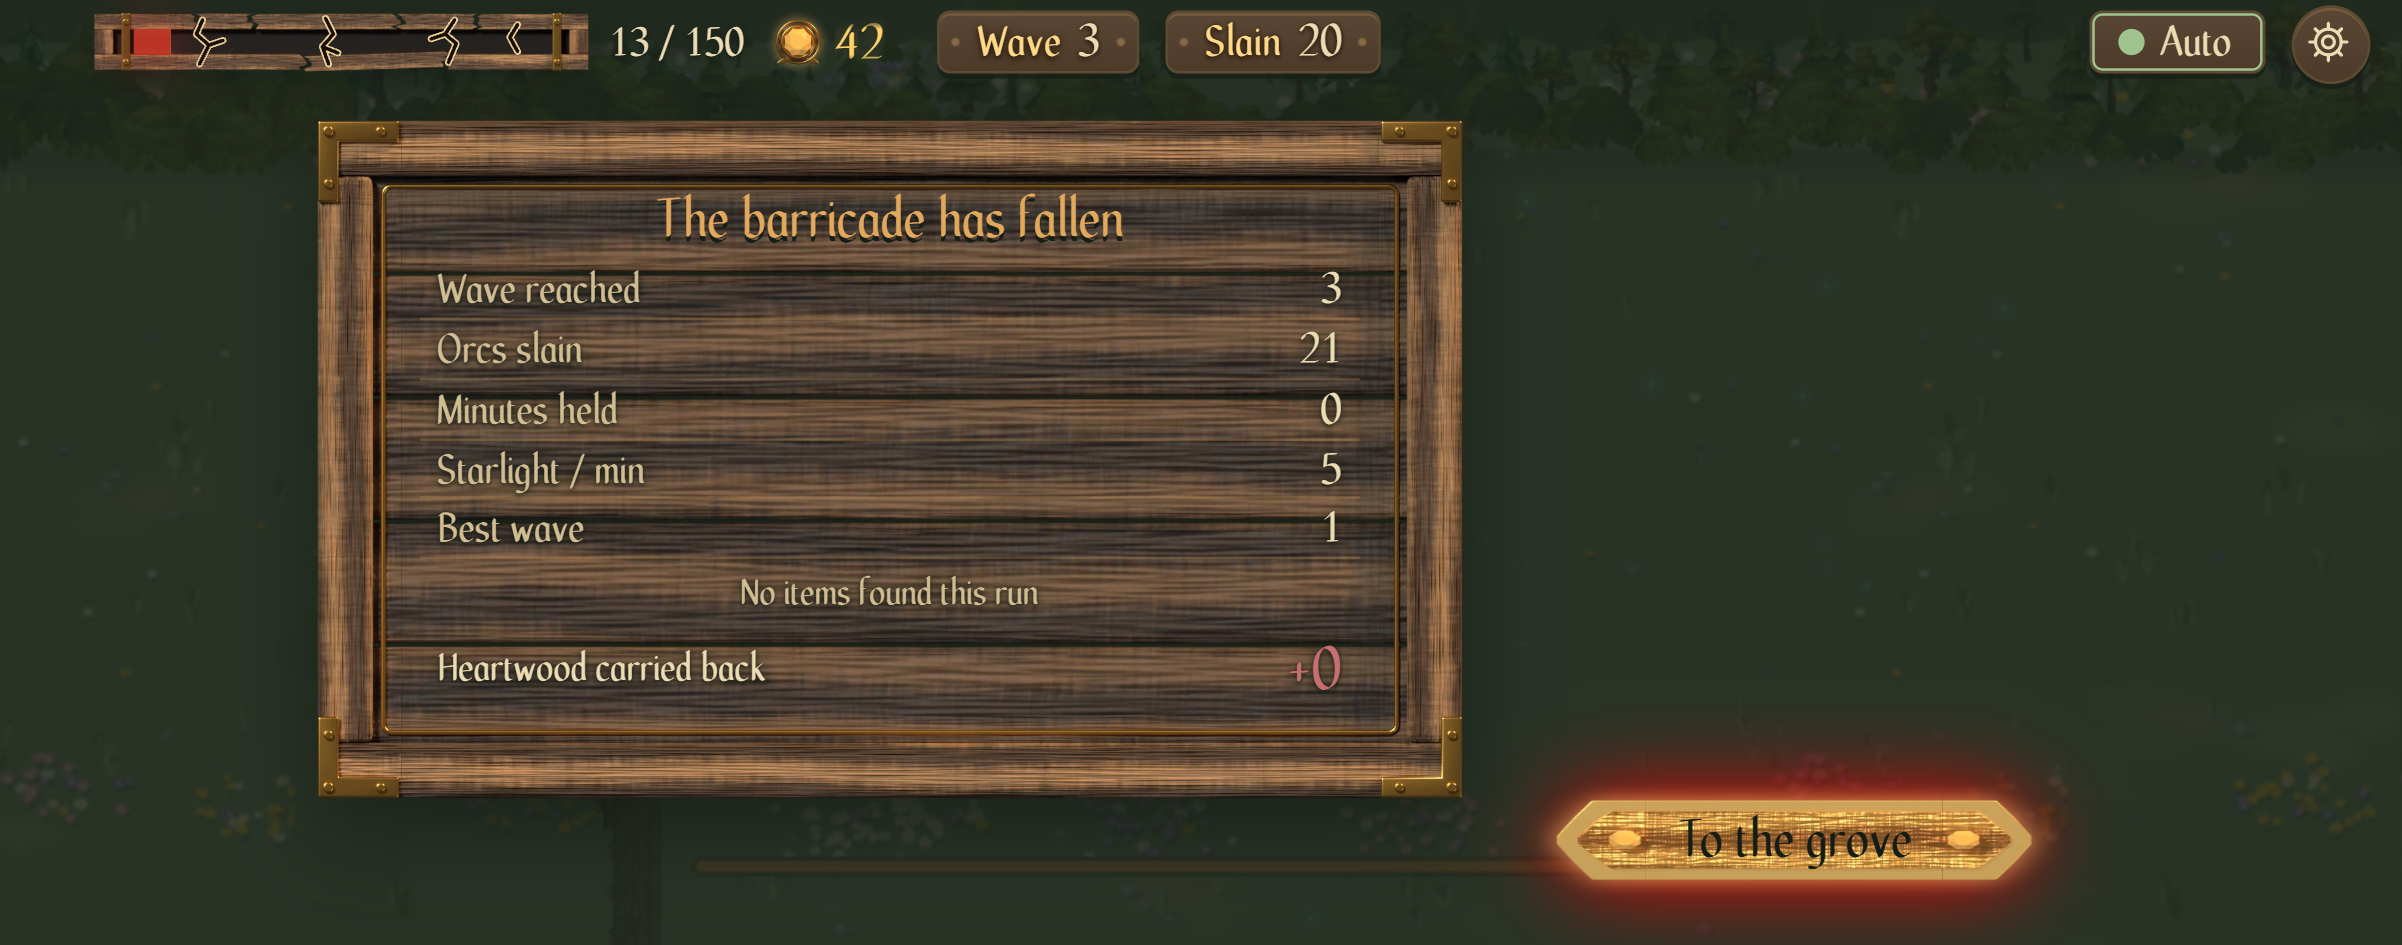 13 / 150
42
Wave 3
Slain 20
Auto
The barricade has fallen
Wave reached 3
Orcs slain 21
Minutes held 0
Starlight / min 5
Best wave 1
No items found this run
Heartwood carried back +0
To the grove